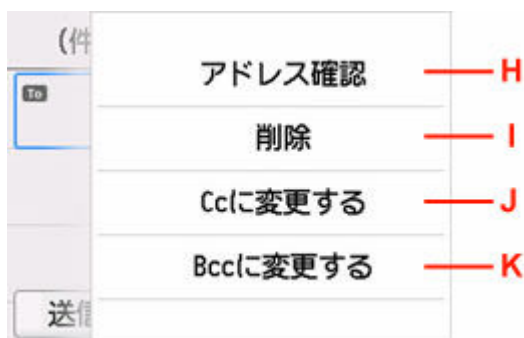 (件
To
アドレス確認 H
削除 I
Ccに変更する J
Bccに変更する K
送信